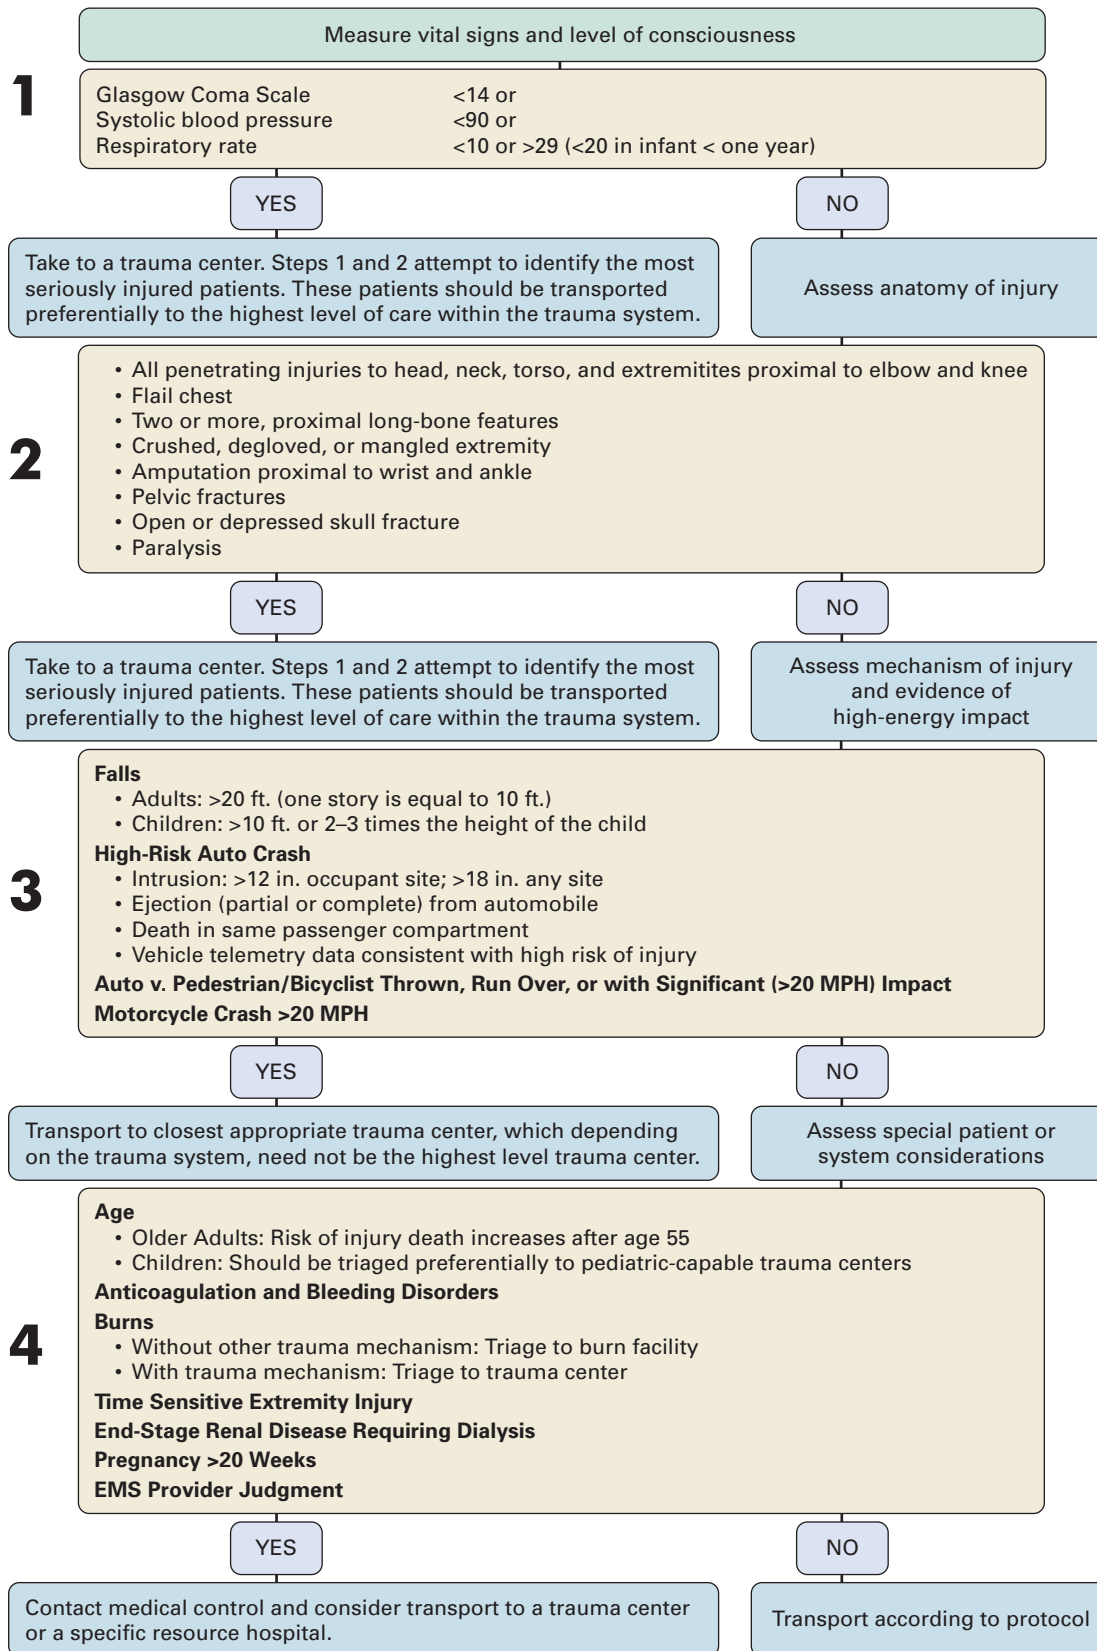 Measure vital signs and level of consciousness
1
Glasgow Coma Scale <14 or
Systolic blood pressure <90 or
Respiratory rate <10 or >29 (<20 in infant < one year)
YES
NO
Take to a trauma center. Steps 1 and 2 attempt to identify the most
seriously injured patients. These patients should be transported
preferentially to the highest level of care within the trauma system.
Assess anatomy of injury
2
• All penetrating injuries to head, neck, torso, and extremitites proximal to elbow and knee
• Flail chest
• Two or more, proximal long-bone features
• Crushed, degloved, or mangled extremity
• Amputation proximal to wrist and ankle
• Pelvic fractures
• Open or depressed skull fracture
• Paralysis
YES
NO
Take to a trauma center. Steps 1 and 2 attempt to identify the most
seriously injured patients. These patients should be transported
preferentially to the highest level of care within the trauma system.
Assess mechanism of injury
and evidence of
high-energy impact
3
Falls
• Adults: >20 ft. (one story is equal to 10 ft.)
• Children: >10 ft. or 2–3 times the height of the child
High-Risk Auto Crash
• Intrusion: >12 in. occupant site; >18 in. any site
• Ejection (partial or complete) from automobile
• Death in same passenger compartment
• Vehicle telemetry data consistent with high risk of injury
Auto v. Pedestrian/Bicyclist Thrown, Run Over, or with Significant (>20 MPH) Impact
Motorcycle Crash >20 MPH
YES
NO
Transport to closest appropriate trauma center, which depending
on the trauma system, need not be the highest level trauma center.
Assess special patient or
system considerations
4
Age
• Older Adults: Risk of injury death increases after age 55
• Children: Should be triaged preferentially to pediatric-capable trauma centers
Anticoagulation and Bleeding Disorders
Burns
• Without other trauma mechanism: Triage to burn facility
• With trauma mechanism: Triage to trauma center
Time Sensitive Extremity Injury
End-Stage Renal Disease Requiring Dialysis
Pregnancy >20 Weeks
EMS Provider Judgment
YES
NO
Contact medical control and consider transport to a trauma center
or a specific resource hospital.
Transport according to protocol